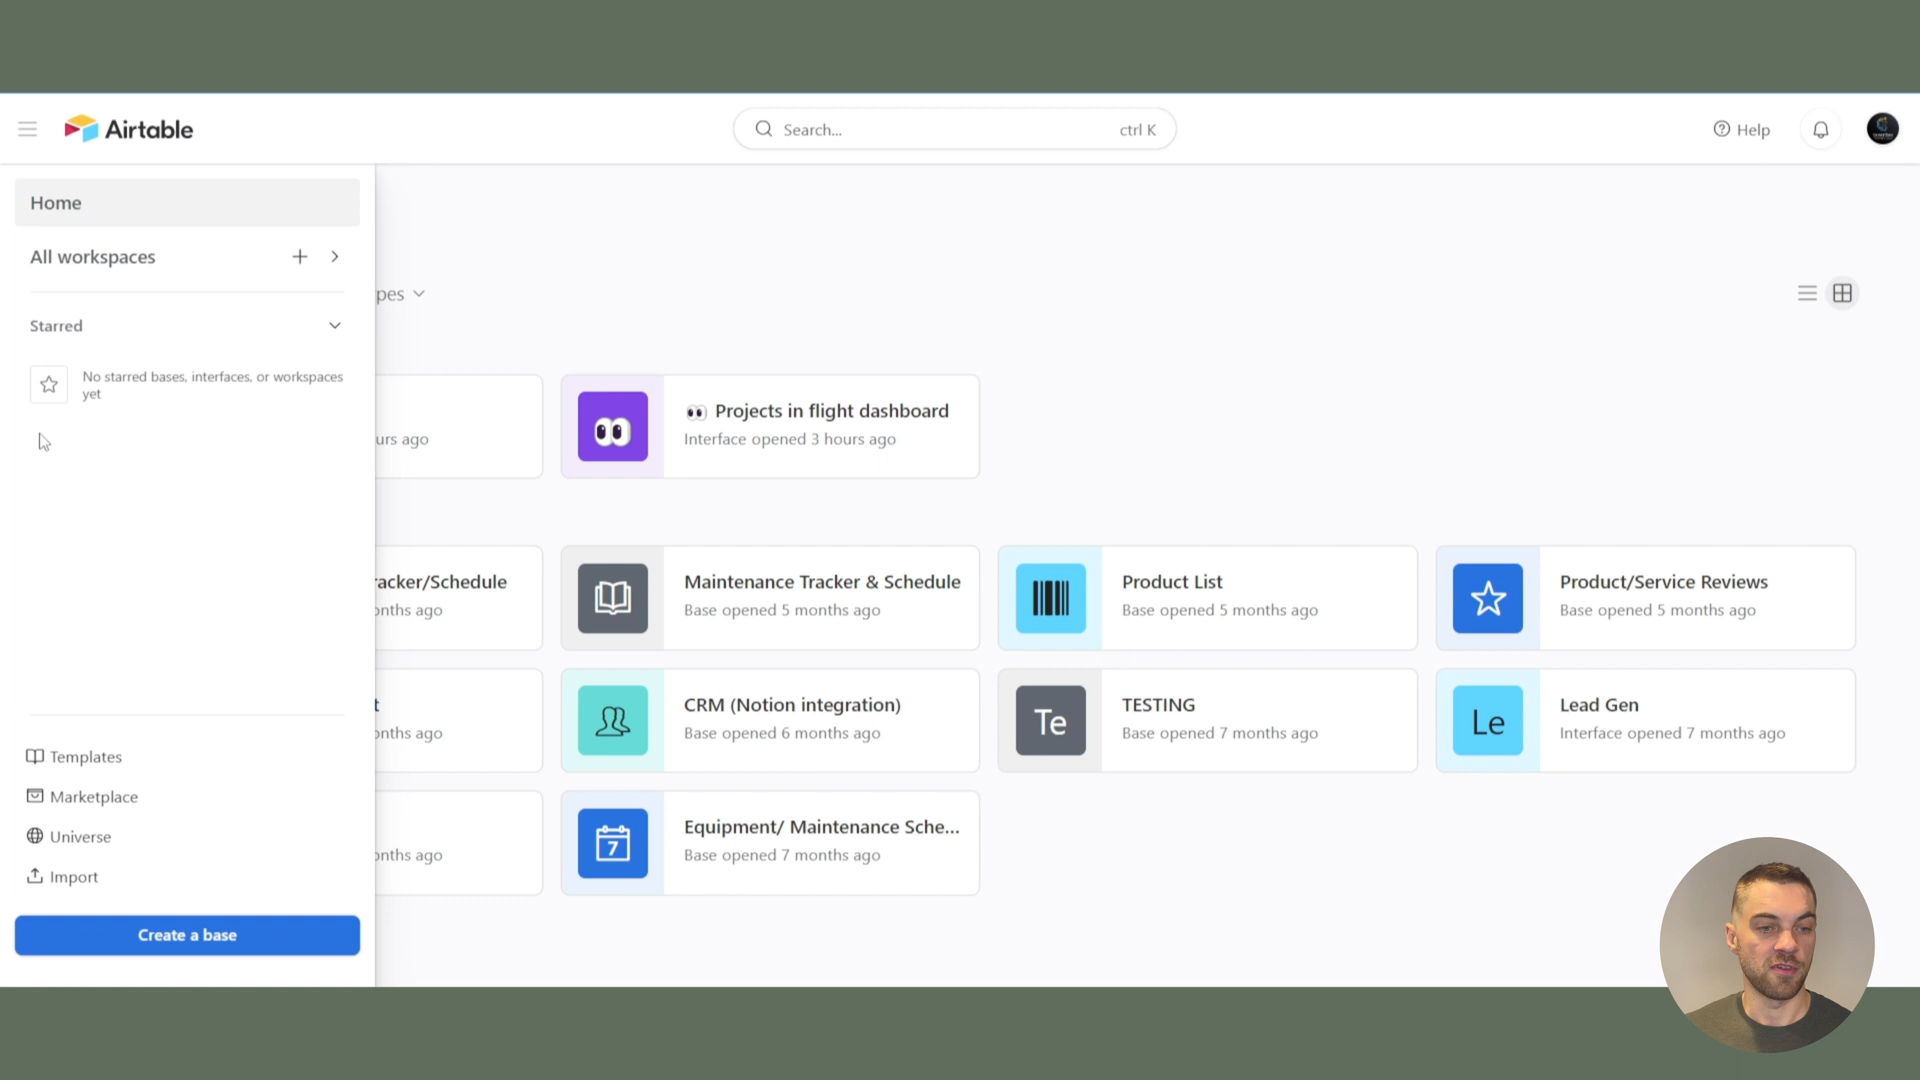 Airtable
Search...
ctrl K
Help
Home
All workspaces
Starred
No starred bases, interfaces, or workspaces
yet
Templates
Marketplace
Universe
Import
Create a base
pes
urs ago
Projects in flight dashboard
Interface opened 3 hours ago
racker/Schedule
onths ago
Maintenance Tracker & Schedule
Base opened 5 months ago
Product List
Base opened 5 months ago
Product/Service Reviews
Base opened 5 months ago
t
onths ago
CRM (Notion integration)
Base opened 6 months ago
Te
TESTING
Base opened 7 months ago
Le
Lead Gen
Interface opened 7 months ago
onths ago
7
Equipment/ Maintenance Sche...
Base opened 7 months ago